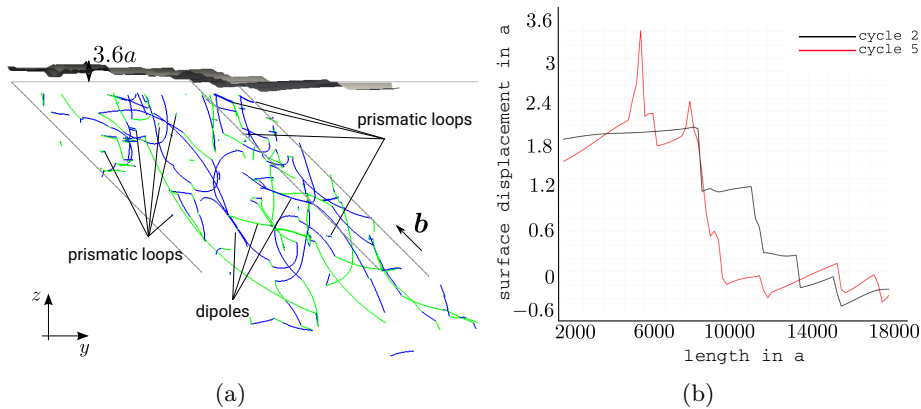 3.6a
prismatic loops
b
prismatic loops
dipoles
z
y
(a)
surface displacement in a
3.6
3
2.4
1.8
1.2
0.6
0
−0.6
cycle 2
cycle 5
2000 6000 10000 14000 18000
length in a
(b)